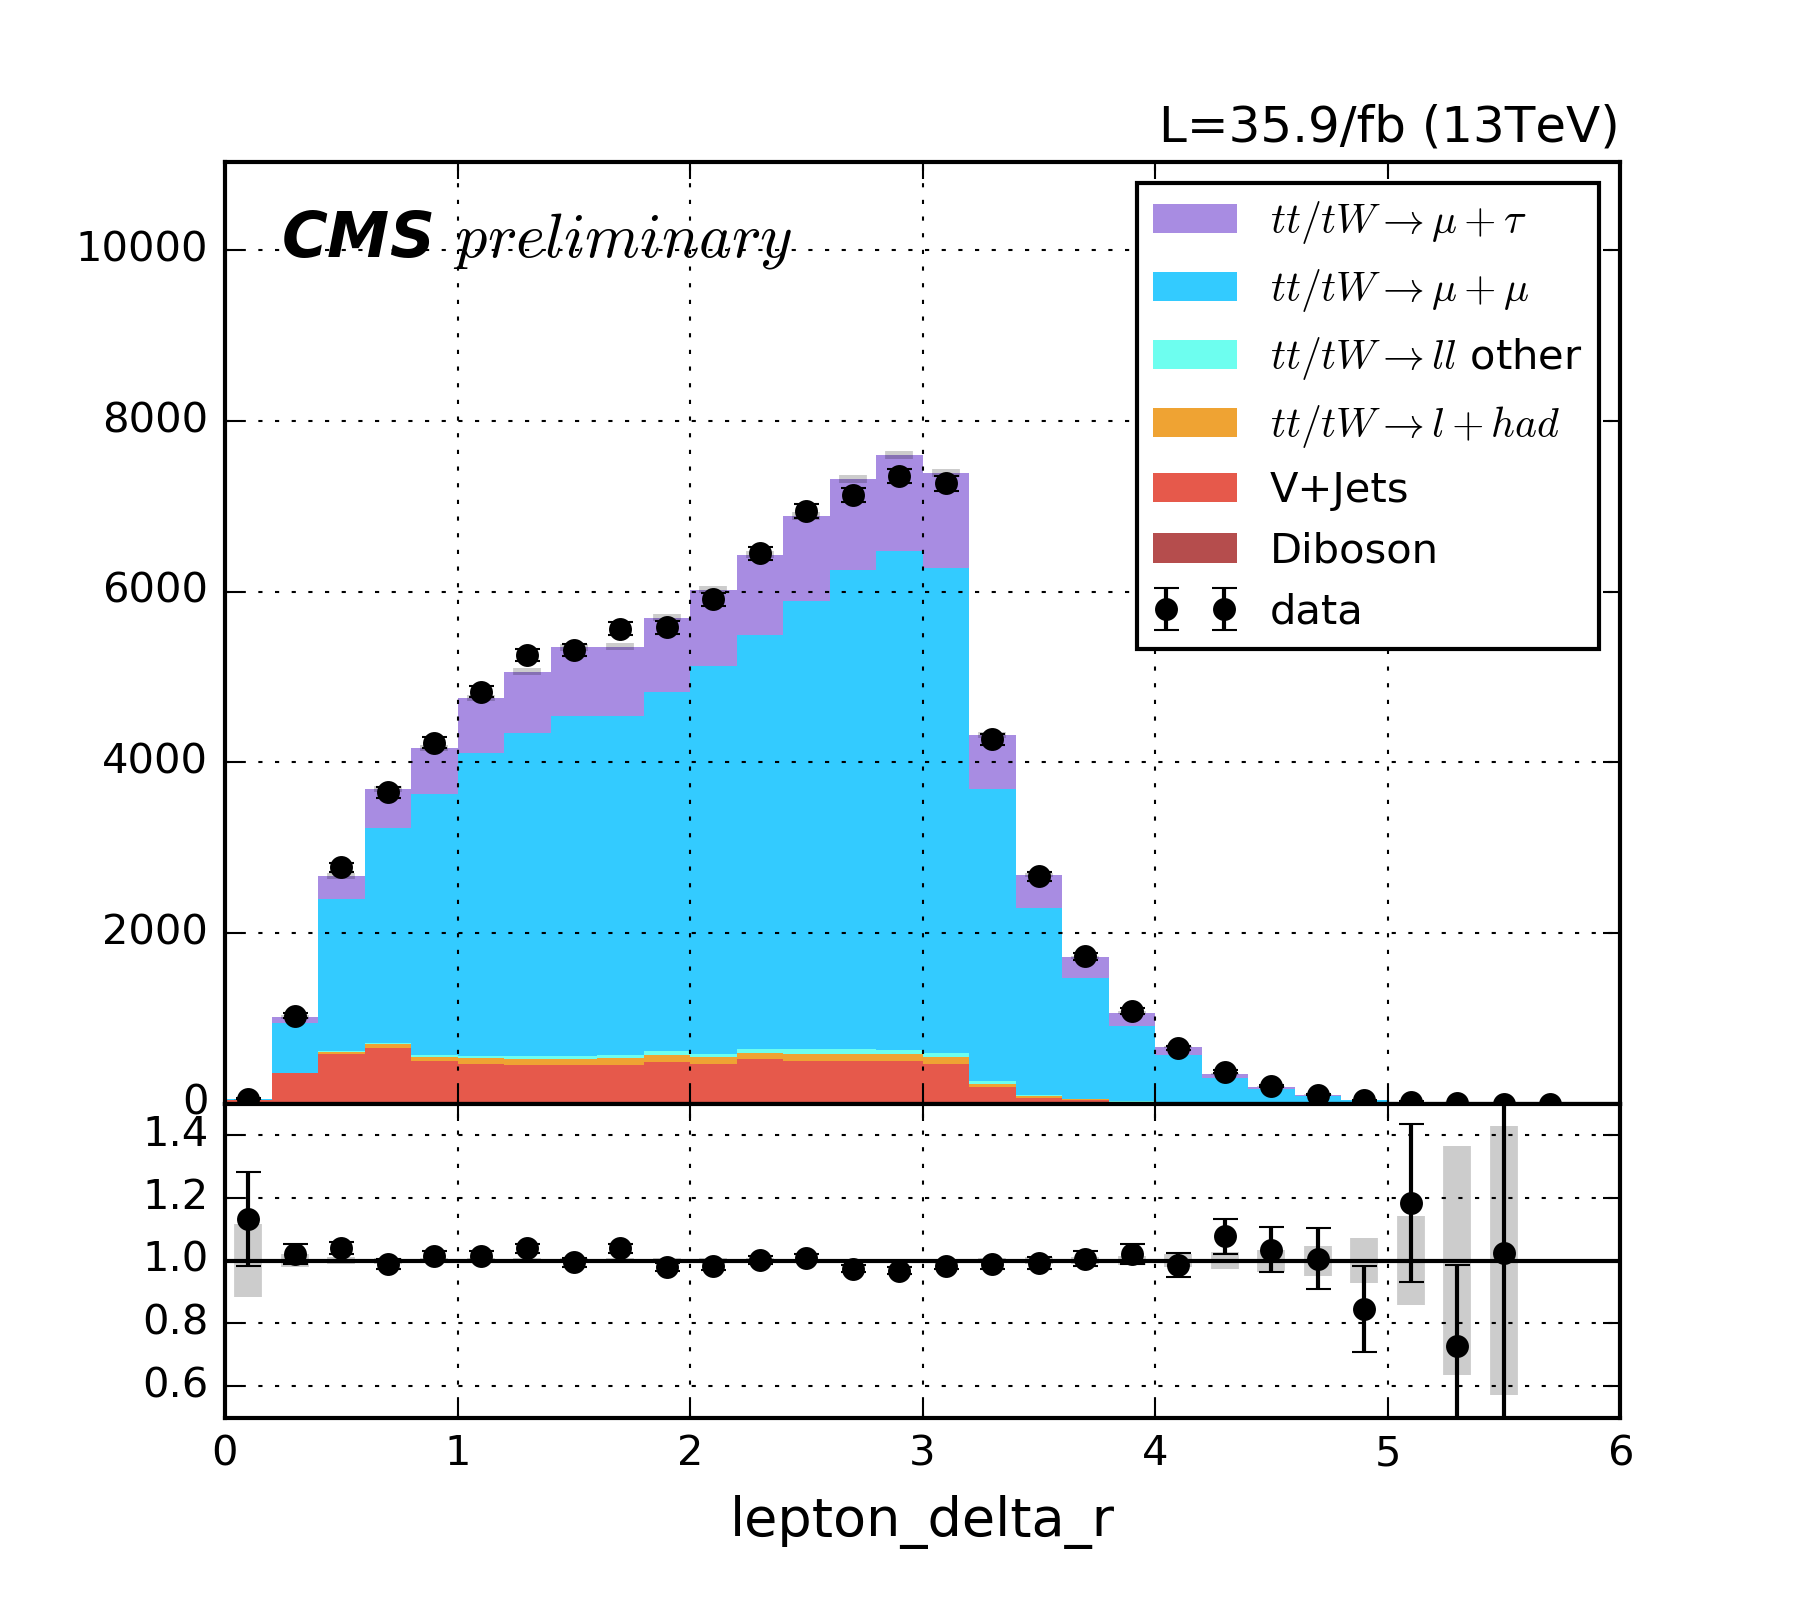 L=35.9/fb (13TeV)
CMS preliminary
10000
8000
6000
4000
2000
0
tt/tW→μ+τ
tt/tW→μ+μ
tt/tW→ll other
tt/tW→l+had
V+Jets
Diboson
data
1.4
1.2
1.0
0.8
0.6
0 1 2 3 4 5 6
lepton_delta_r